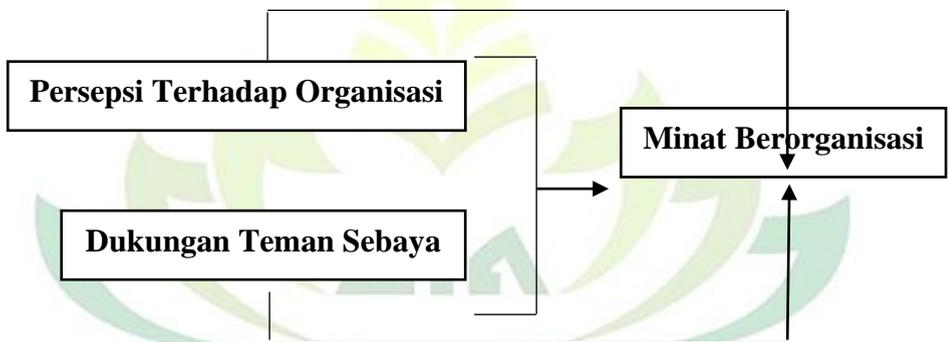 Persepsi Terhadap Organisasi
Minat Berorganisasi
Dukungan Teman Sebaya